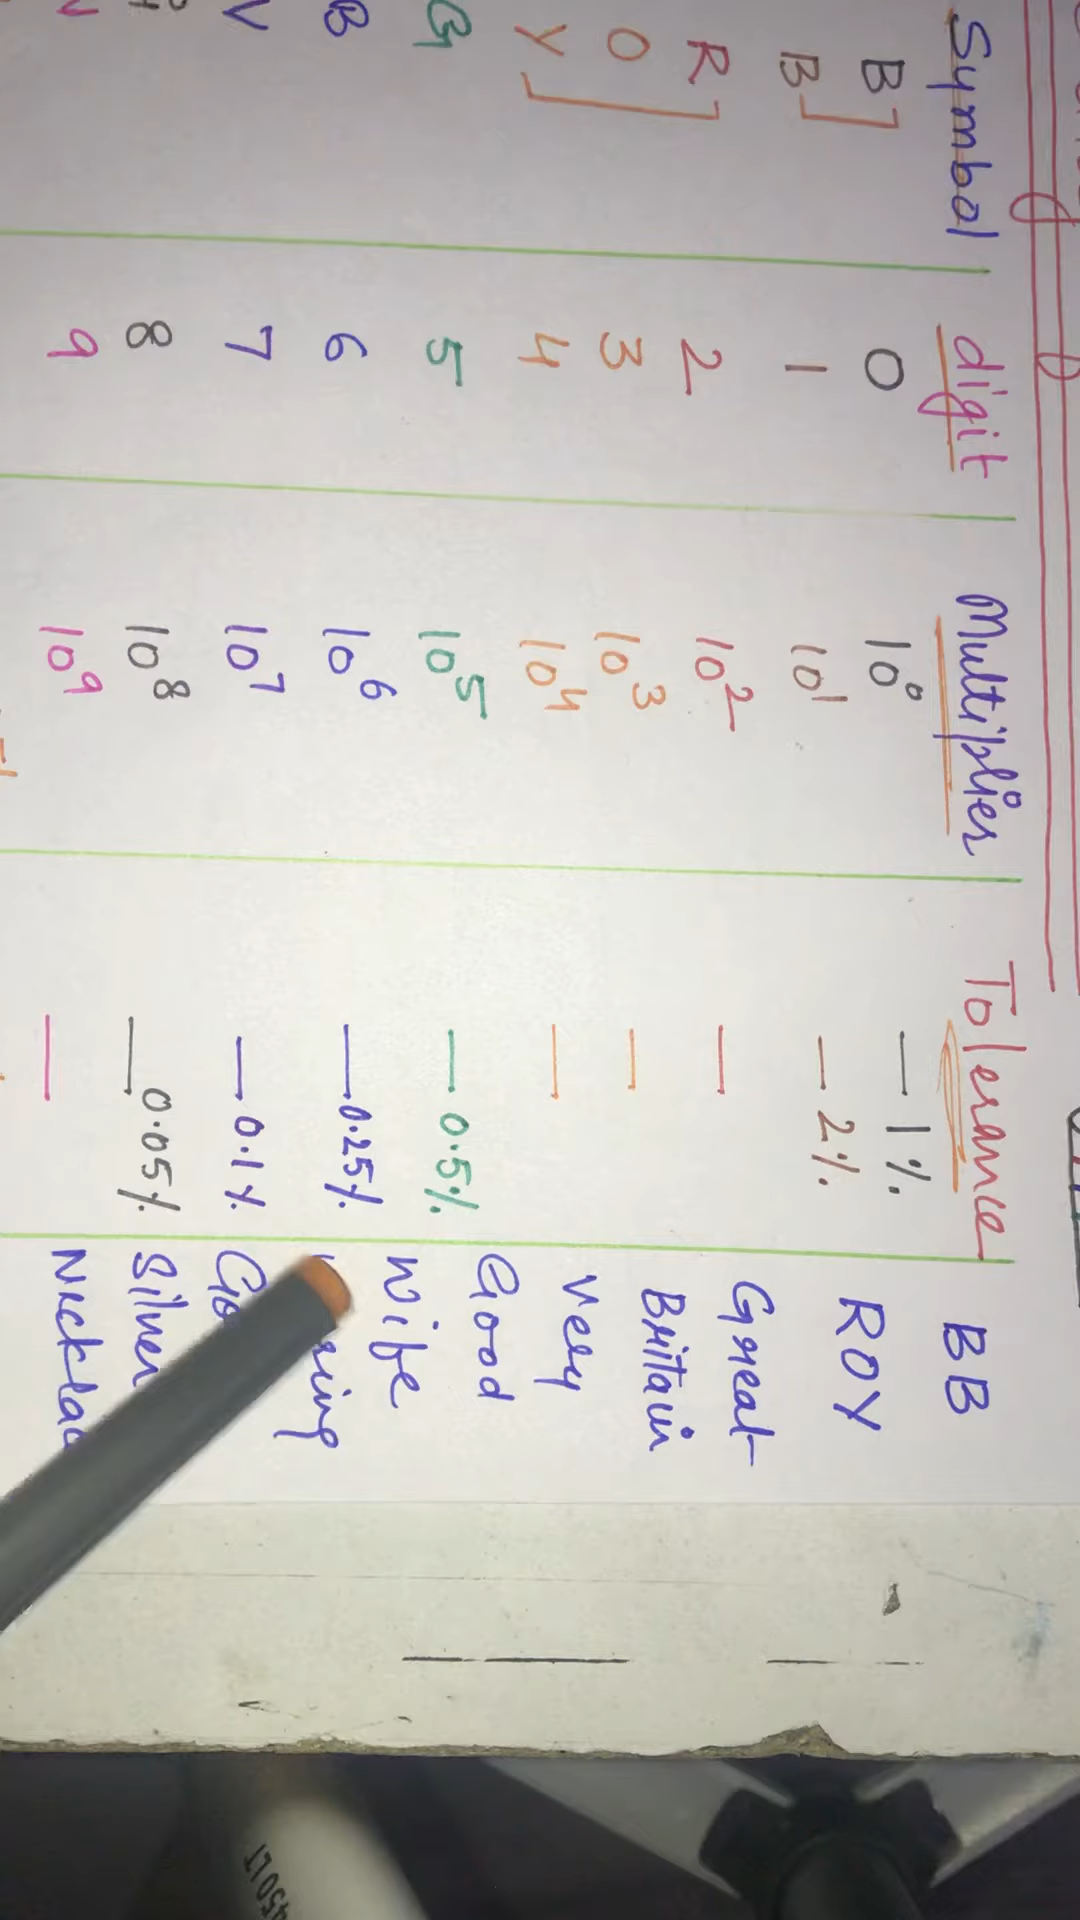 Symbol digit Multiplier Tolerance
B] 0 10⁰ — 1%
B] 1 10¹ — 2%
R] 2 10² —
O 3 10³ —
Y] 4 10⁴ —
G 5 10⁵ — 0.5%
B 6 10⁶ — 0.25%
V 7 10⁷ — 0.1%
8 10⁸ — 0.05%
9 10⁹ —
BB
ROY
Great
Britain
Very
Good
Wife
Silver
450LT